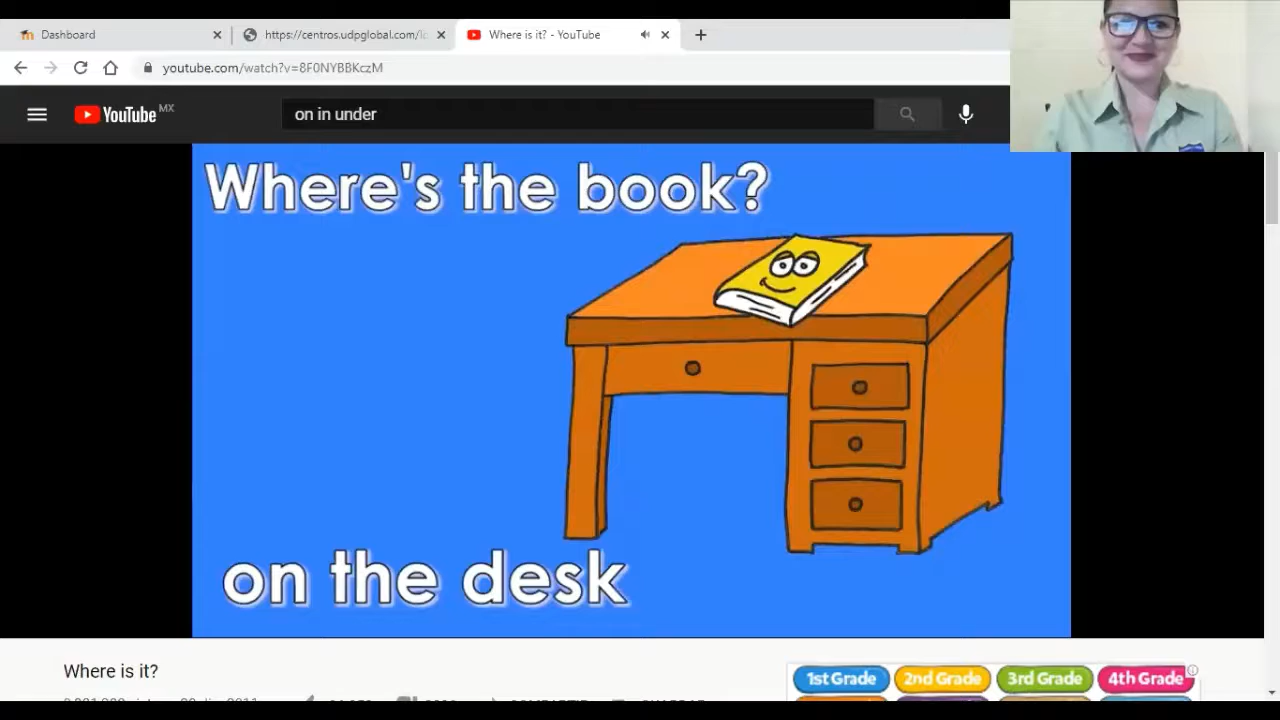 Dashboard
https://centros.udpglobal.com/lo
Where is it? - YouTube
youtube.com/watch?v=8F0NYBBKczM
YouTube MX
on in under
Where's the book?
on the desk
Where is it?
1st Grade
2nd Grade
3rd Grade
4th Grade